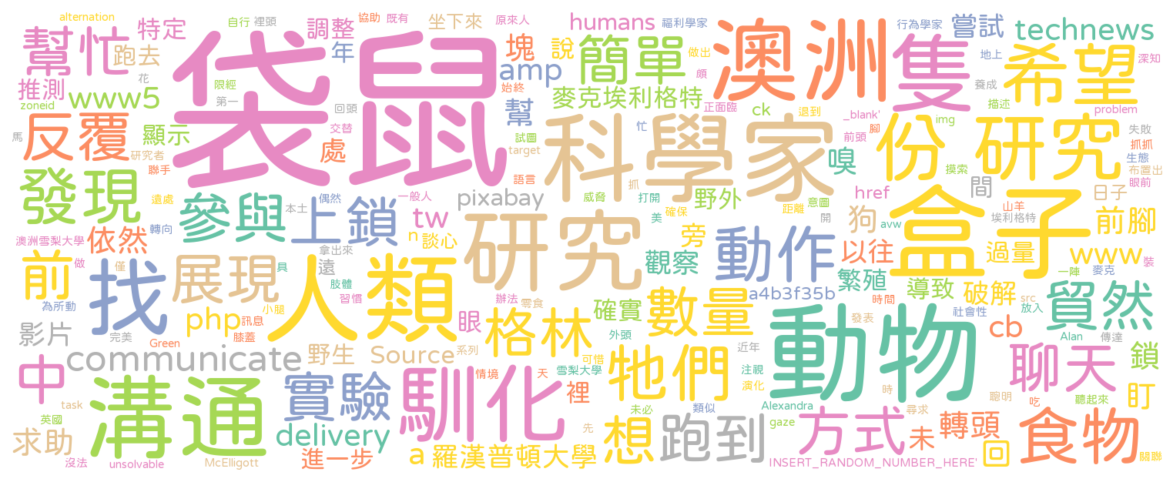 alternation 自行 裡頭 協助 既有 原來人 福利學家 行為學家 地上 深知
幫忙 跑去 特定 袋鼠 調整 坐下來 humans 做出 澳洲 隻 嘗試 technews
推測 www5 花 限經 年 塊 說 簡單 頗 養成 希望
zoneid 第一 始終 amp 麥克埃利格特 正面臨 ck 退到 描述 _blank' problem
反覆 馬 顯示 回頭 交替 處 幫 試圖 忙 前頭 腳 img 失敗
研究者 聯手 target 語言 科學家 嗅 份 研究 抓抓 生態
發現 遠處 偶然 一般人 威脅 抓 打開 意圖 摸索 布置出 眼前
參與 上鎖 本土 pixabay 美 確保 野外 距離 開 href 間 山羊 日子 盒子 前腳
澳洲雪梨大學 依然 轉向 tw n 談心 研究 旁 狗 avw 埃利格特 關聯
前 做 僅 拿出來 觀察 動作 以往 過量 www 裝
找 展現 具 遠 人類 肢體 習慣 辦法 零食 確實 數量 a4b3f35b 繁殖 導致 破解 一陣 麥克 貿然
為所動 php 訊息 小腿 眼 格林 外頭 時間 src 放入
影片 完美 Green 膝蓋 Source 系列 發表 社會性 cb Alan 傳達
communicate 野生 可惜 近年 注視 動物 鎖
中 溝通 task 實驗 情境 天 馴化 裡 雪梨大學 牠們 演化 時 聰明 聊天 吃 聽起來 盯
英國 未必 類似 Alexandra 尋求
求助 沒法 delivery 先 想 跑到 gaze 方式 未 轉頭 回 食物
unsolvable McElligott 進一步 a 羅漢普頓大學 INSERT_RANDOM_NUMBER_HERE'